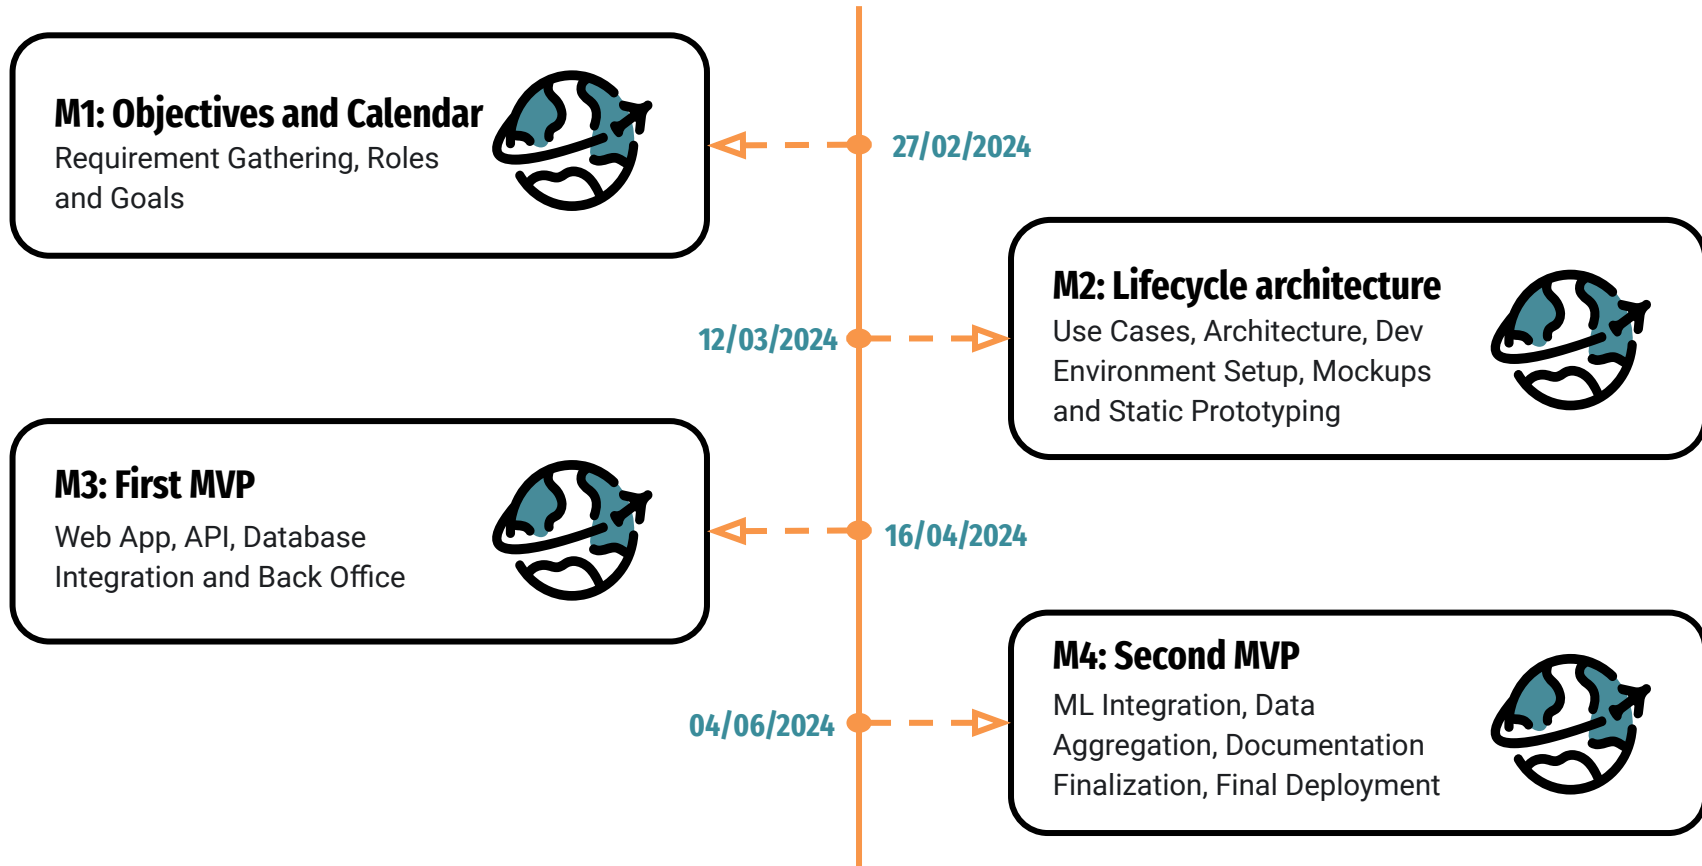 M1: Objectives and Calendar
Requirement Gathering, Roles
and Goals
27/02/2024
M2: Lifecycle architecture
Use Cases, Architecture, Dev
Environment Setup, Mockups
and Static Prototyping
12/03/2024
M3: First MVP
Web App, API, Database
Integration and Back Office
16/04/2024
M4: Second MVP
ML Integration, Data
Aggregation, Documentation
Finalization, Final Deployment
04/06/2024